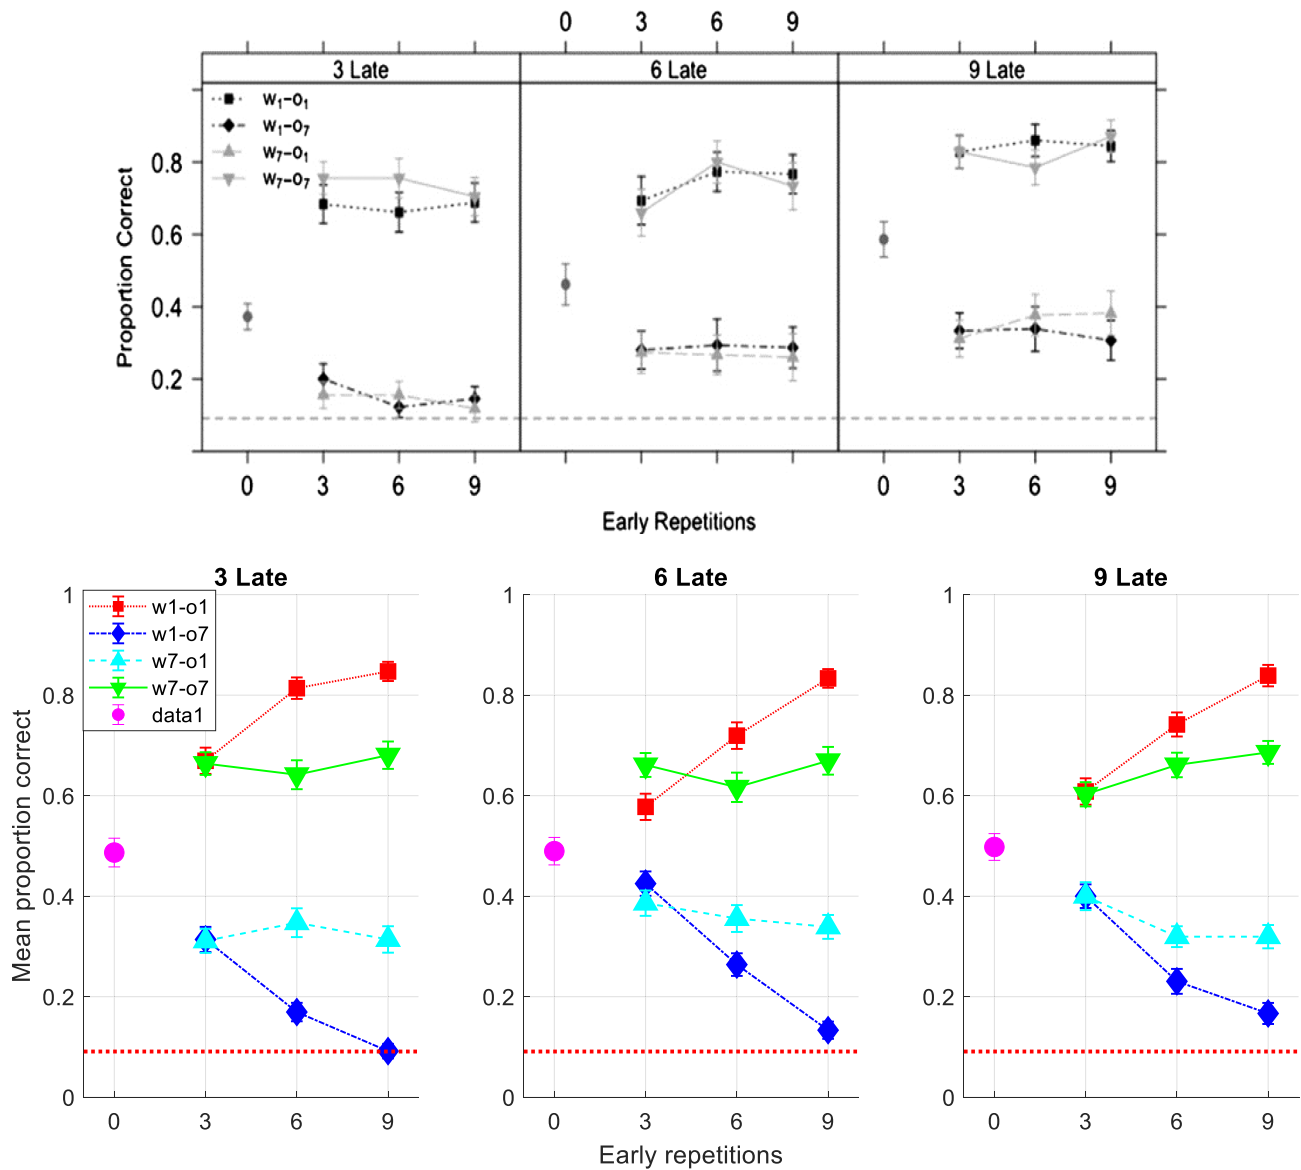 0 3 6 9
3 Late 6 Late 9 Late
w1-o1
w1-o7
w7-o1
w7-o7
0.8
0.6
0.4
0.2
Proportion Correct
0 3 6 9 0 3 6 9 0 3 6 9
Early Repetitions
3 Late 6 Late 9 Late
w1-o1
w1-o7
w7-o1
w7-o7
data1
1
0.8
0.6
0.4
0.2
0
1
0.8
0.6
0.4
0.2
0
1
0.8
0.6
0.4
0.2
0
Mean proportion correct
0 3 6 9 0 3 6 9 0 3 6 9
Early repetitions